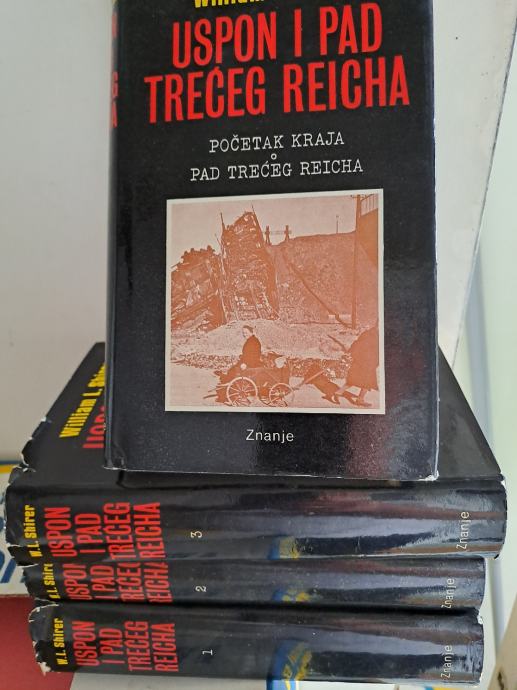 USPON I PAD
TREĆEG REICHA
POČETAK KRAJA
PAD TREĆEG REICHA
Znanje
William L. Shirer
W.L. Shirer
USPON
I PAD
TREĆEG
REICHA
3
Znanje
USPON
I PAD
TREĆEG
REICHA
2
Znanje
W.L. Shirer
USPON
I PAD
TREĆEG
REICHA
1
Znanje